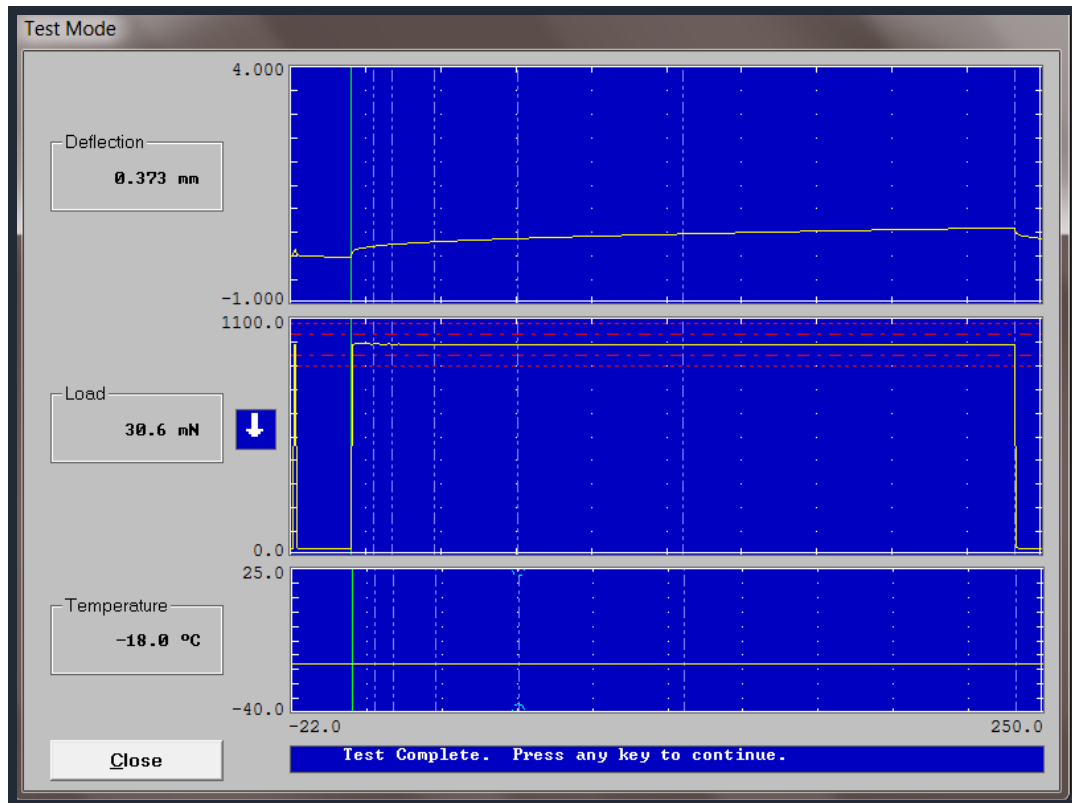 Test Mode
4.000
Deflection
0.373 mm
-1.000
1100.0
Load
30.6 mN
0.0
25.0
Temperature
-18.0 ºC
-40.0
-22.0 250.0
Close
Test Complete. Press any key to continue.